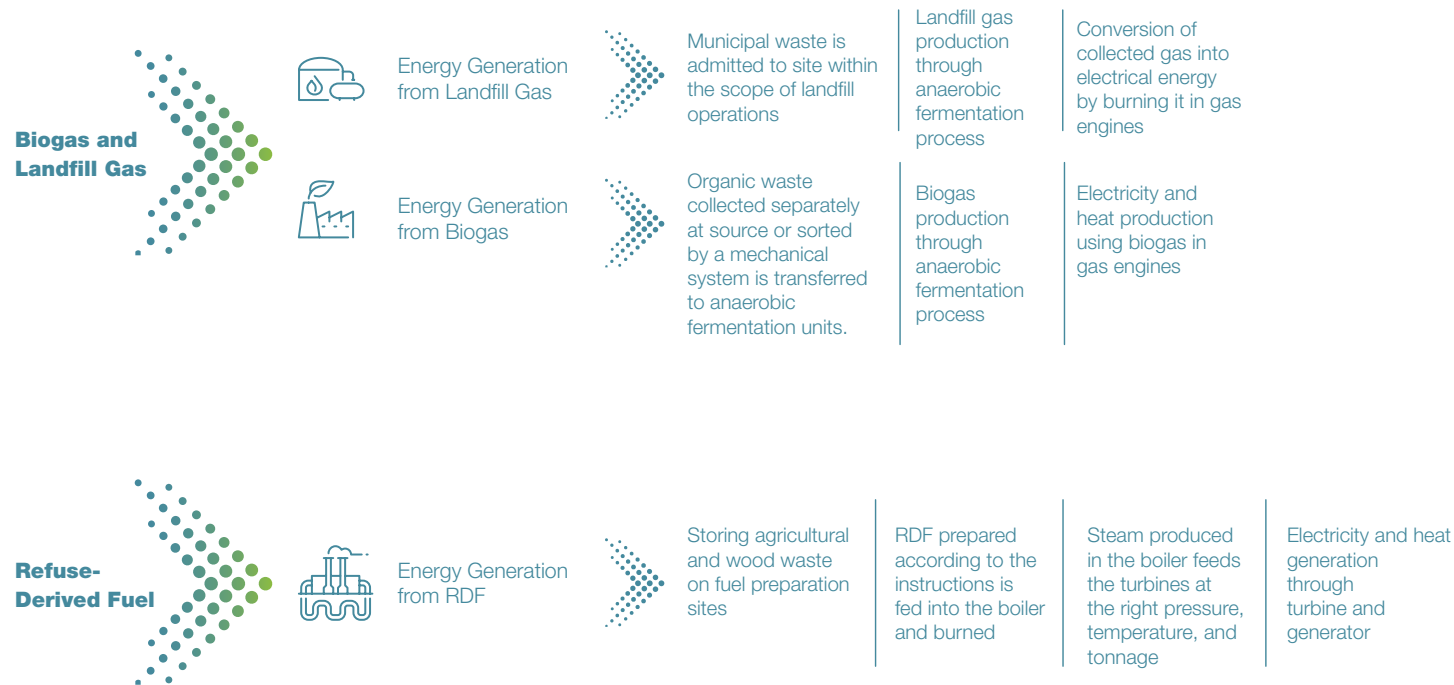 Biogas and
Landfill Gas
Energy Generation
from Landfill Gas
Municipal waste is
admitted to site within
the scope of landfill
operations
Landfill gas
production
through
anaerobic
fermentation
process
Conversion of
collected gas into
electrical energy
by burning it in gas
engines
Energy Generation
from Biogas
Organic waste
collected separately
at source or sorted
by a mechanical
system is transferred
to anaerobic
fermentation units.
Biogas
production
through
anaerobic
fermentation
process
Electricity and
heat production
using biogas in
gas engines
Refuse-
Derived Fuel
Energy Generation
from RDF
Storing agricultural
and wood waste
on fuel preparation
sites
RDF prepared
according to the
instructions is
fed into the boiler
and burned
Steam produced
in the boiler feeds
the turbines at
the right pressure,
temperature, and
tonnage
Electricity and heat
generation
through
turbine and
generator